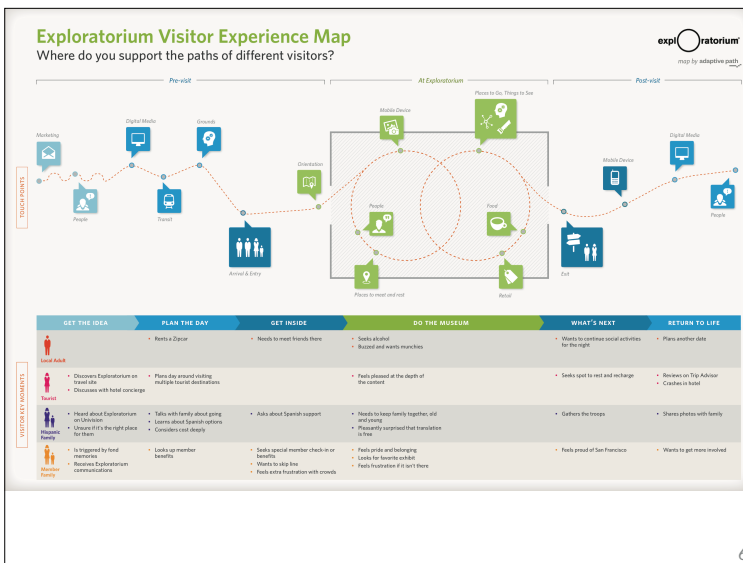 Exploratorium Visitor Experience Map
Where do you support the paths of different visitors?
expl ratorium
map by adaptive path
Pre-visit
At Exploratorium
Post-visit
TOUCH POINTS
Marketing
People
Digital Media
Transit
Grounds
Arrival & Entry
Orientation
Mobile Device
Places to Go, Things to See
People
Food
Places to meet and rest
Retail
Exit
Mobile Device
Digital Media
People
GET THE IDEA
PLAN THE DAY
GET INSIDE
DO THE MUSEUM
WHAT'S NEXT
RETURN TO LIFE
VISITOR KEY MOMENTS
Local Adult
• Rents a Zipcar
• Needs to meet friends there
• Seeks alcohol
• Buzzed and wants munchies
• Wants to continue social activities
for the night
• Plans another date
Tourist
• Discovers Exploratorium on
travel site
• Discusses with hotel concierge
• Plans day around visiting
multiple tourist destinations
• Feels pleased at the depth of
the content
• Seeks spot to rest and recharge
• Reviews on Trip Advisor
• Crashes in hotel
Hispanic
Family
• Heard about Exploratorium
on Univision
• Unsure if it's the right place
for them
• Talks with family about going
• Learns about Spanish options
• Considers cost deeply
• Asks about Spanish support
• Needs to keep family together, old
and young
• Pleasantly surprised that translation
is free
• Gathers the troops
• Shares photos with family
Member
Family
• Is triggered by fond
memories
• Receives Exploratorium
communications
• Looks up member
benefits
• Seeks special member check-in or
benefits
• Wants to skip line
• Feels extra frustration with crowds
• Feels pride and belonging
• Looks for favorite exhibit
• Feels frustration if it isn't there
• Feels proud of San Francisco
• Wants to get more involved